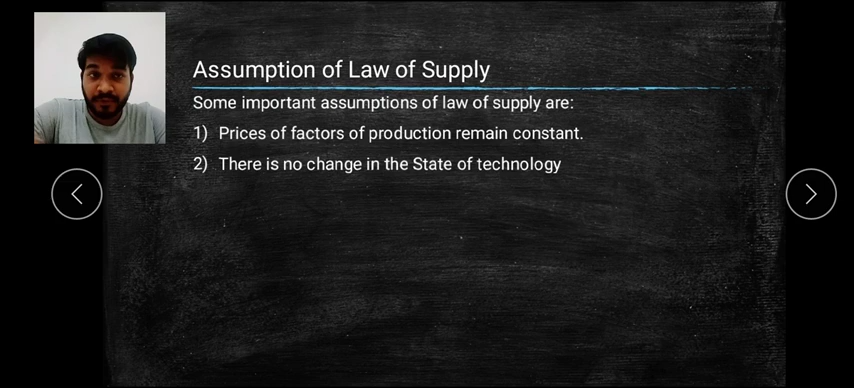 Assumption of Law of Supply
Some important assumptions of law of supply are:
1) Prices of factors of production remain constant.
2) There is no change in the State of technology